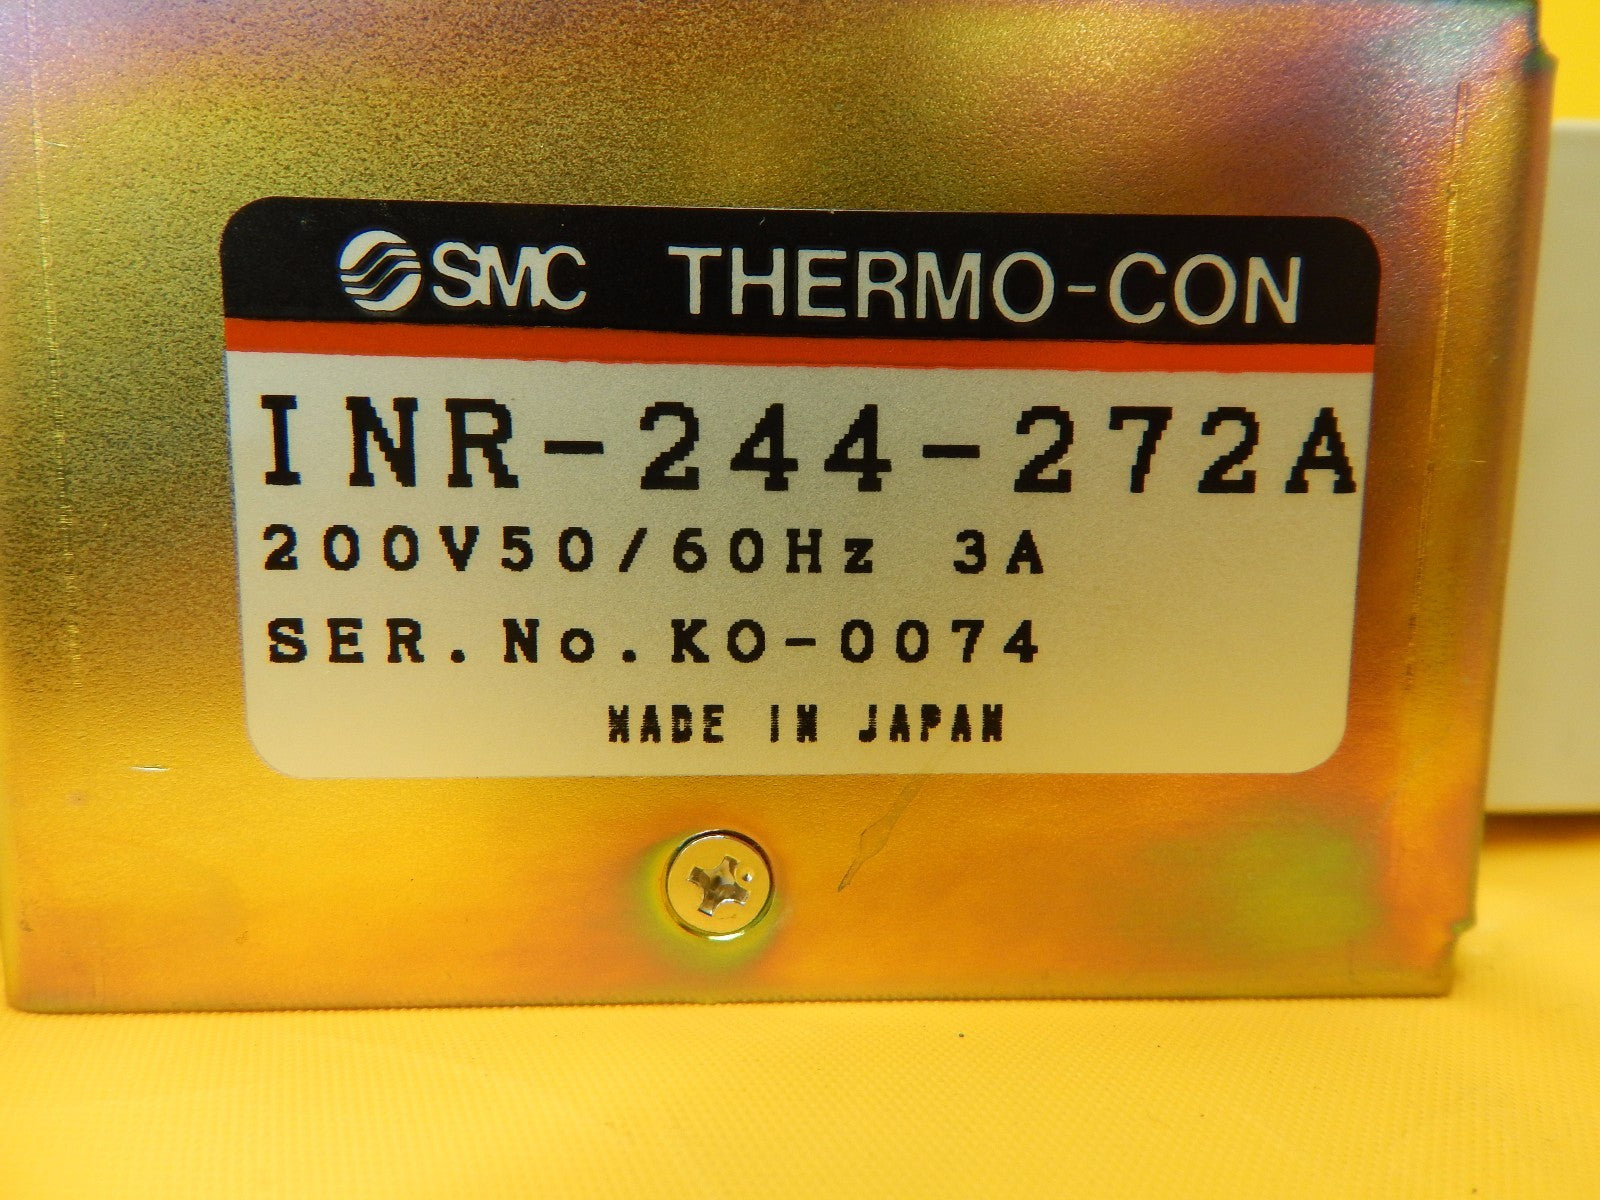 SMC THERMO-CON
INR-244-272A
200V50/60Hz 3A
SER.No.KO-0074
MADE IN JAPAN